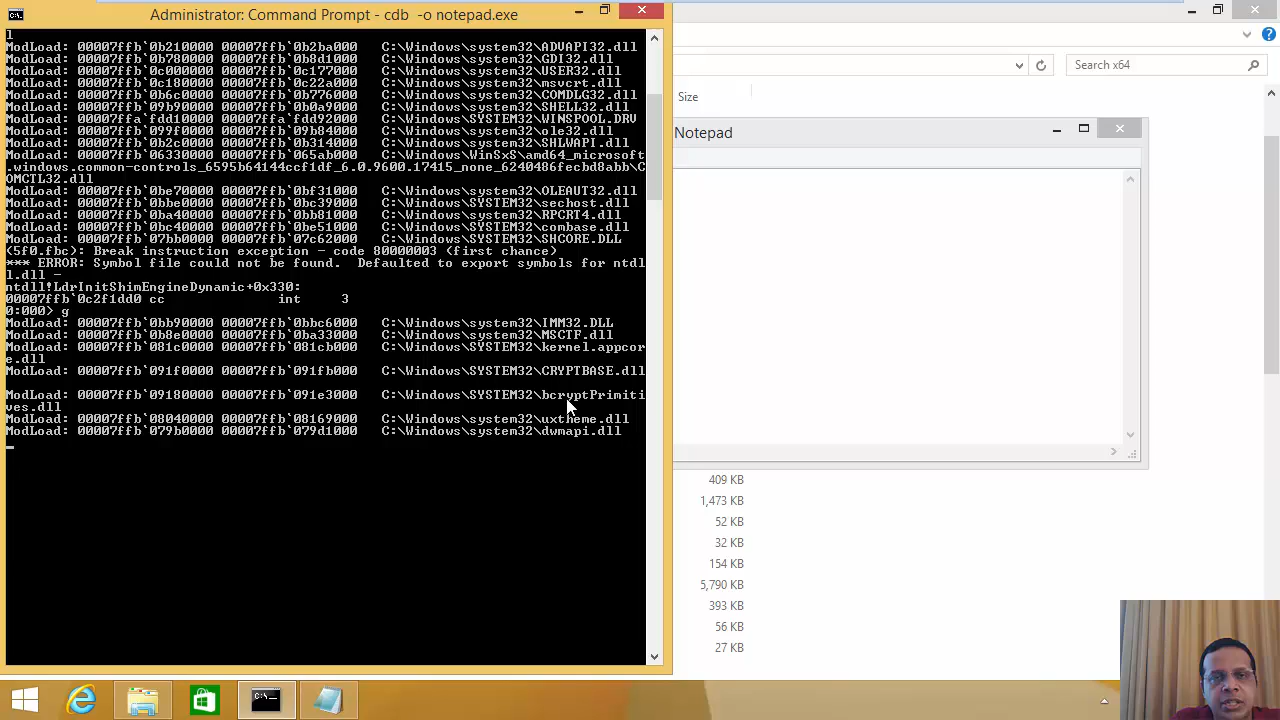 Administrator: Command Prompt - cdb  -o notepad.exe
l
ModLoad: 00007ffb`0b210000 00007ffb`0b2ba000   C:\Windows\system32\ADVAPI32.dll
ModLoad: 00007ffb`0b780000 00007ffb`0b8d1000   C:\Windows\system32\GDI32.dll
ModLoad: 00007ffb`0c000000 00007ffb`0c177000   C:\Windows\system32\USER32.dll
ModLoad: 00007ffb`0c180000 00007ffb`0c22a000   C:\Windows\system32\msvcrt.dll
ModLoad: 00007ffb`0b6c0000 00007ffb`0b776000   C:\Windows\system32\COMDLG32.dll
ModLoad: 00007ffb`09b90000 00007ffb`0b0a9000   C:\Windows\system32\SHELL32.dll
ModLoad: 00007ffa`fdd10000 00007ffa`fdd92000   C:\Windows\SYSTEM32\WINSPOOL.DRV
ModLoad: 00007ffb`099f0000 00007ffb`09b84000   C:\Windows\system32\ole32.dll
ModLoad: 00007ffb`0b2c0000 00007ffb`0b314000   C:\Windows\system32\SHLWAPI.dll
ModLoad: 00007ffb`06330000 00007ffb`065ab000   C:\Windows\WinSxS\amd64_microsoft
.windows.common-controls_6595b64144ccf1df_6.0.9600.17415_none_6240486fecbd8abb\C
OMCTL32.dll
ModLoad: 00007ffb`0be70000 00007ffb`0bf31000   C:\Windows\system32\OLEAUT32.dll
ModLoad: 00007ffb`0bbe0000 00007ffb`0bc39000   C:\Windows\SYSTEM32\sechost.dll
ModLoad: 00007ffb`0ba40000 00007ffb`0bb81000   C:\Windows\system32\RPCRT4.dll
ModLoad: 00007ffb`0bc40000 00007ffb`0be51000   C:\Windows\SYSTEM32\combase.dll
ModLoad: 00007ffb`07bb0000 00007ffb`07c62000   C:\Windows\SYSTEM32\SHCORE.DLL
(5f0.fbc): Break instruction exception - code 80000003 (first chance)
*** ERROR: Symbol file could not be found.  Defaulted to export symbols for ntdl
l.dll -
ntdll!LdrInitShimEngineDynamic+0x330:
00007ffb`0c2f1dd0 cc              int     3
0:000> g
ModLoad: 00007ffb`0bb90000 00007ffb`0bbc6000   C:\Windows\system32\IMM32.DLL
ModLoad: 00007ffb`0b8e0000 00007ffb`0ba33000   C:\Windows\system32\MSCTF.dll
ModLoad: 00007ffb`081c0000 00007ffb`081cb000   C:\Windows\SYSTEM32\kernel.appcor
e.dll
ModLoad: 00007ffb`091f0000 00007ffb`091fb000   C:\Windows\SYSTEM32\CRYPTBASE.dll
ModLoad: 00007ffb`09180000 00007ffb`091e3000   C:\Windows\SYSTEM32\bcryptPrimiti
ves.dll
ModLoad: 00007ffb`08040000 00007ffb`08169000   C:\Windows\system32\uxtheme.dll
ModLoad: 00007ffb`079b0000 00007ffb`079d1000   C:\Windows\system32\dwmapi.dll
Search x64
Size
Notepad
409 KB
1,473 KB
52 KB
32 KB
154 KB
5,790 KB
393 KB
56 KB
27 KB